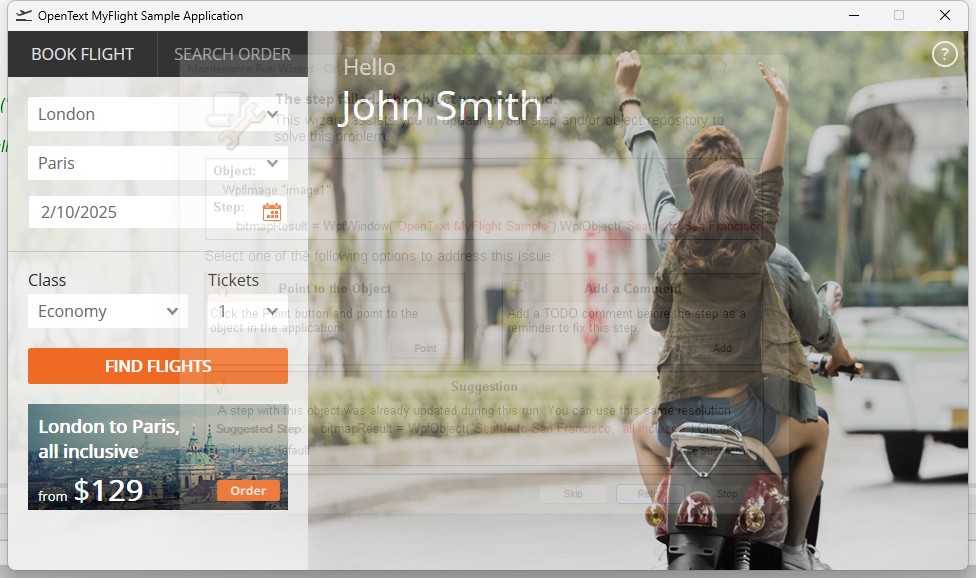 OpenText MyFlight Sample Application
BOOK FLIGHT
SEARCH ORDER
?
Hello
John Smith
London
Paris
2/10/2025
Class
Tickets
Economy
1
FIND FLIGHTS
London to Paris,
all inclusive
from $129
Order
Maintenance Run Wizard -
The step failed. The object was not found.
This wizard assists you in updating your step and/or object repository to
solve this problem.
Object:
WpfImage "image1"
Step:
bitmapResult = WpfWindow("OpenText MyFlight Sample").WpfObject("Seattle to San Francisco
Select one of the following options to address this issue:
Point to the Object
Click the Point button and point to the
object in the application.
Point
Add a Comment
Add a TODO comment before the step as a
reminder to fix this step.
Add
Suggestion
A step with this object was already updated during this run. You can use this same resolution
Suggested Step: bitmapResult = WpfObject("Seattle to San Francisco, all inclusive").Check
Use as default
Skip
Retry
Stop